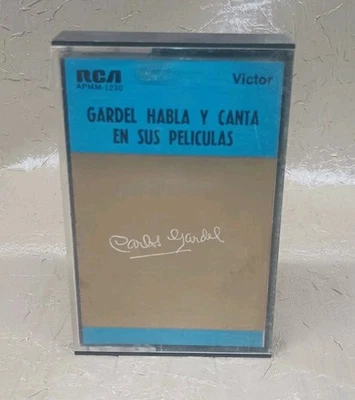 RCA Victor
APMM-1230
GARDEL HABLA Y CANTA
EN SUS PELICULAS
Carlos Gardel